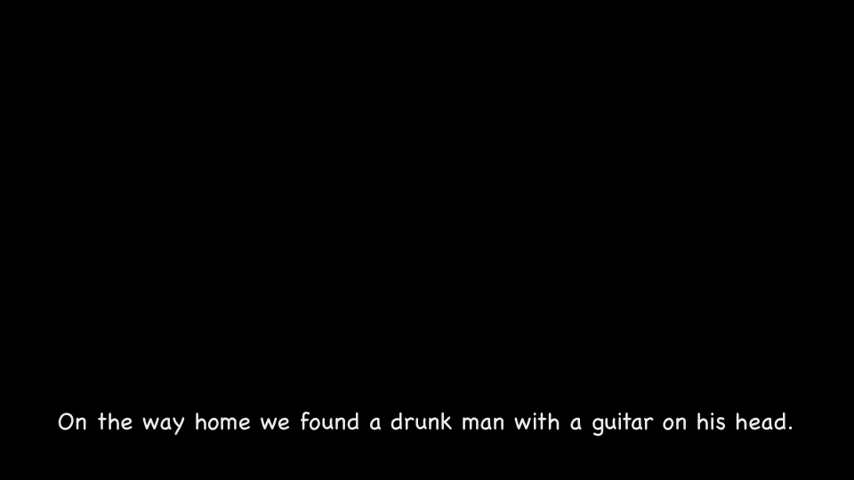 On the way home we found a drunk man with a guitar on his head.